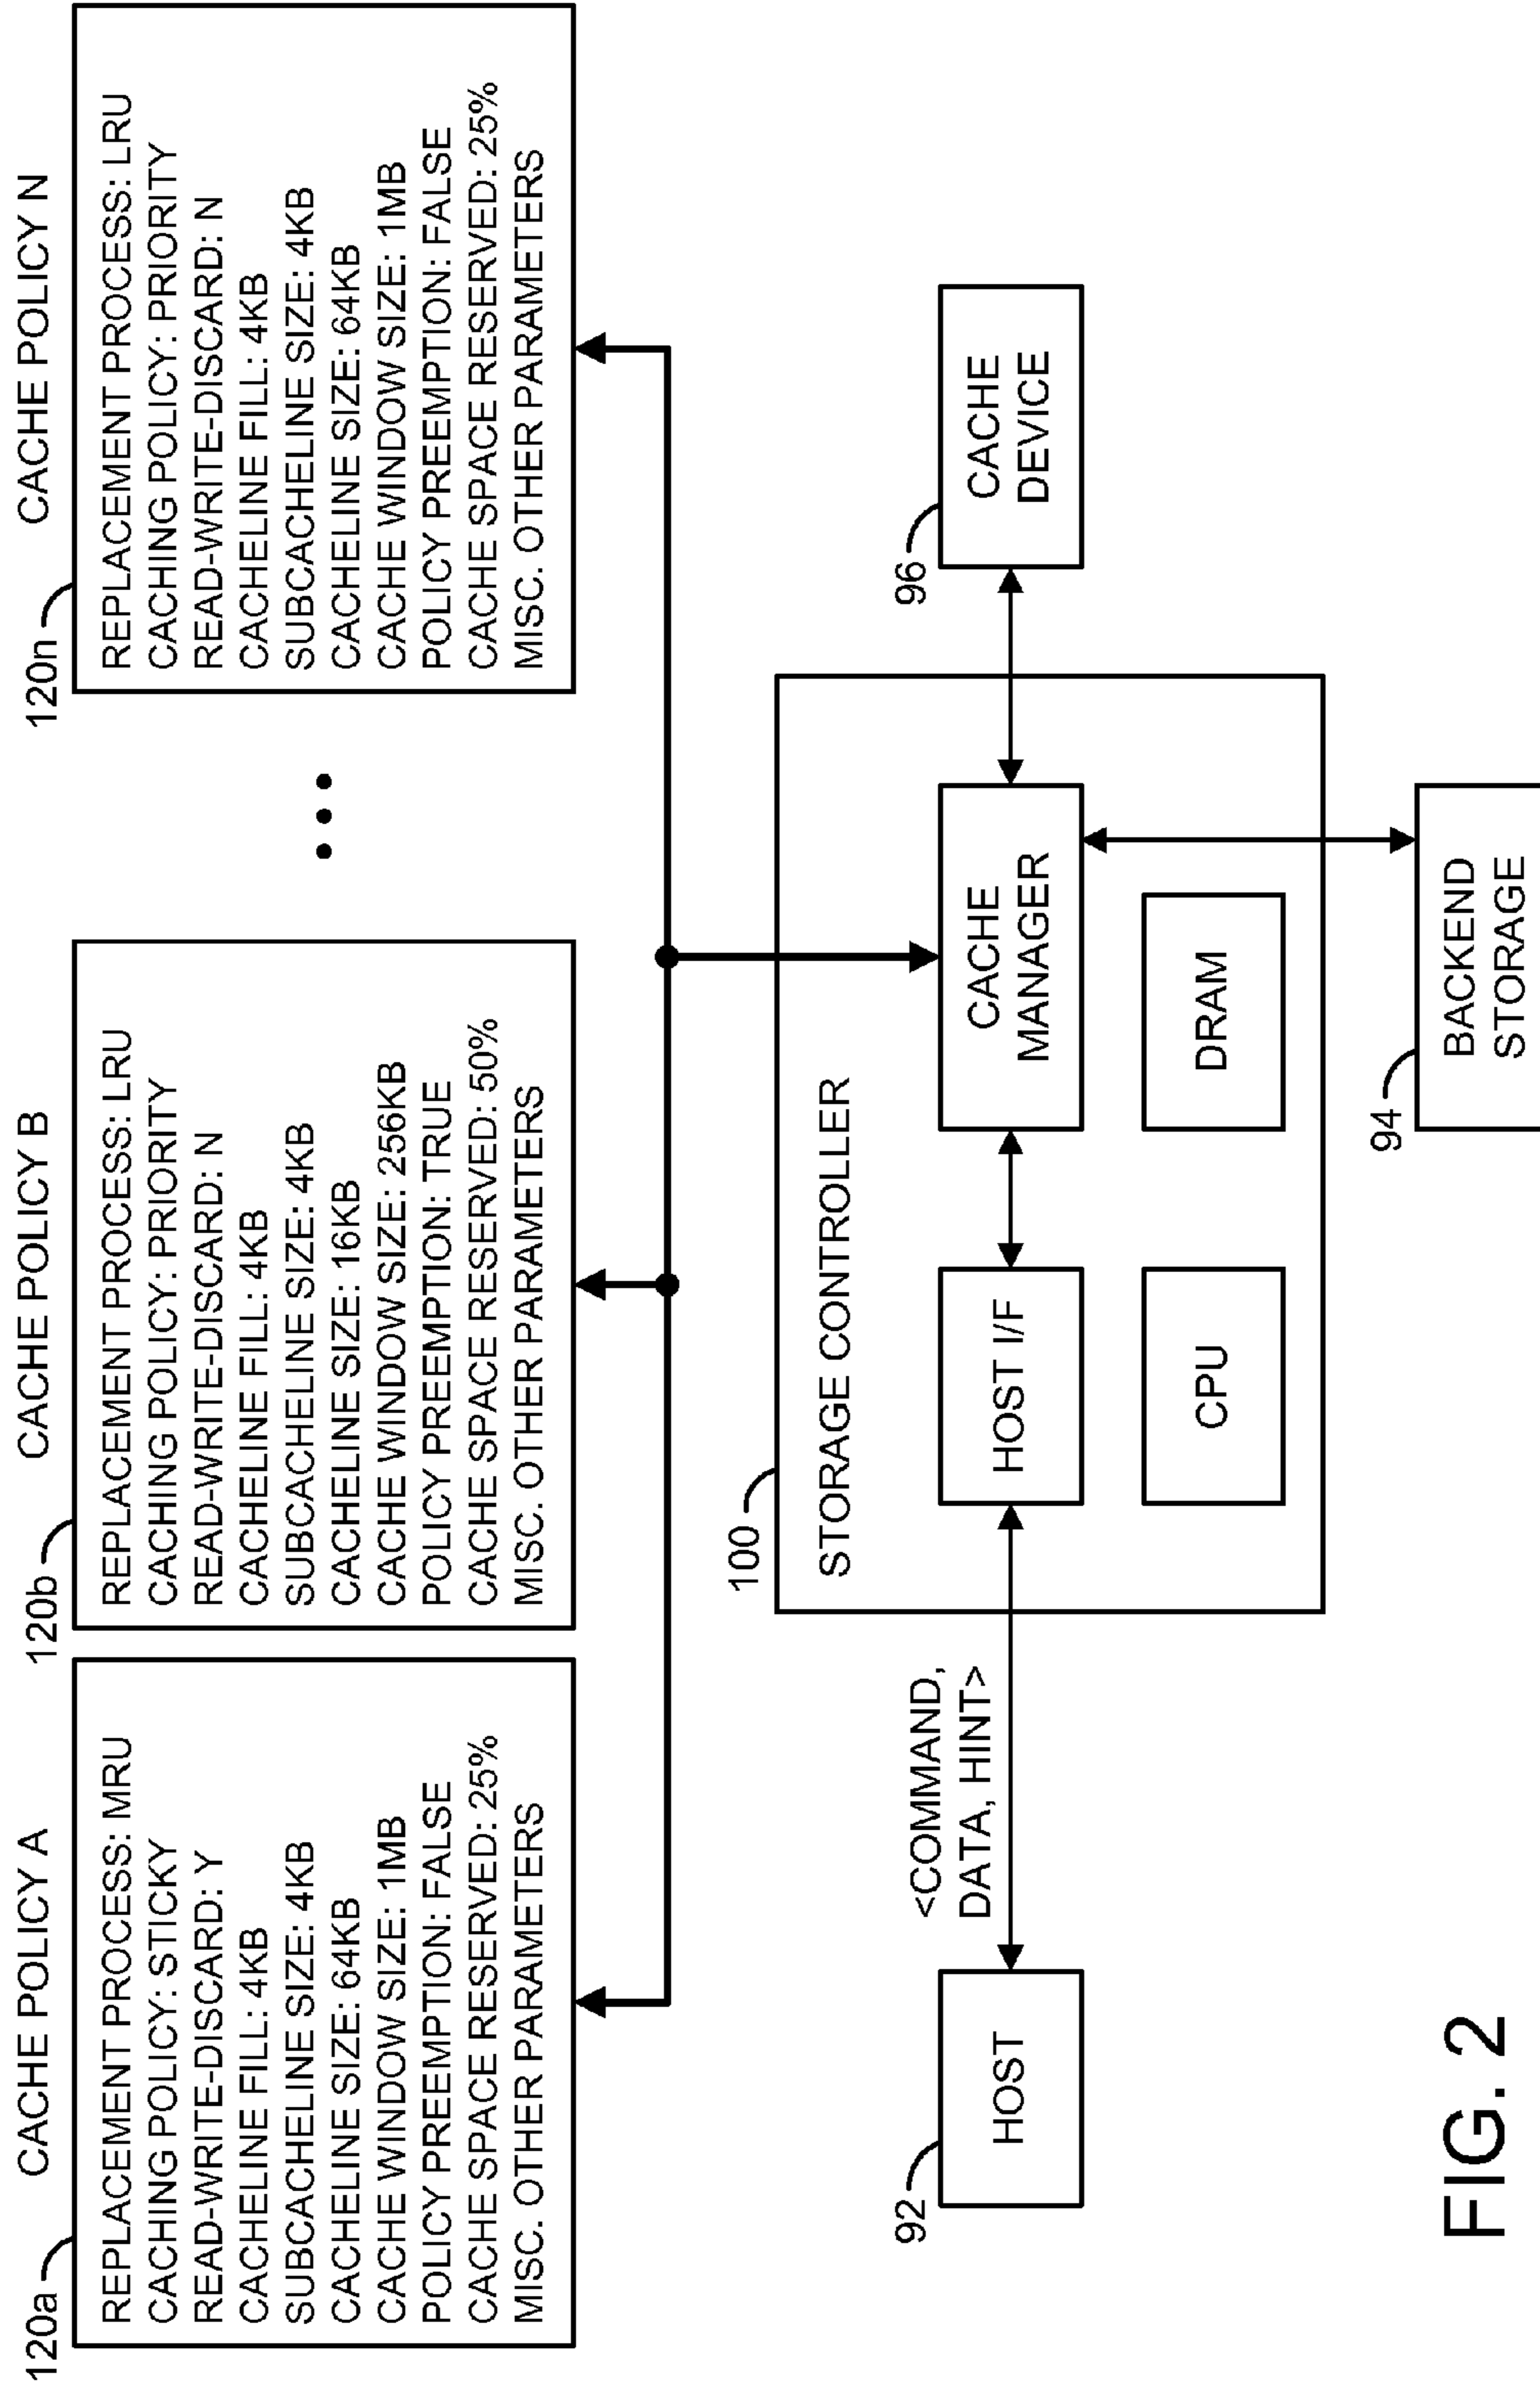 CACHE POLICY A
120a
REPLACEMENT PROCESS: MRU
CACHING POLICY: STICKY
READ-WRITE-DISCARD: Y
CACHELINE FILL: 4KB
SUBCACHELINE SIZE: 4KB
CACHELINE SIZE: 64KB
CACHE WINDOW SIZE: 1MB
POLICY PREEMPTION: FALSE
CACHE SPACE RESERVED: 25%
MISC. OTHER PARAMETERS
CACHE POLICY B
120b
REPLACEMENT PROCESS: LRU
CACHING POLICY: PRIORITY
READ-WRITE-DISCARD: N
CACHELINE FILL: 4KB
SUBCACHELINE SIZE: 4KB
CACHELINE SIZE: 16KB
CACHE WINDOW SIZE: 256KB
POLICY PREEMPTION: TRUE
CACHE SPACE RESERVED: 50%
MISC. OTHER PARAMETERS
CACHE POLICY N
120n
REPLACEMENT PROCESS: LRU
CACHING POLICY: PRIORITY
READ-WRITE-DISCARD: N
CACHELINE FILL: 4KB
SUBCACHELINE SIZE: 4KB
CACHELINE SIZE: 64KB
CACHE WINDOW SIZE: 1MB
POLICY PREEMPTION: FALSE
CACHE SPACE RESERVED: 25%
MISC. OTHER PARAMETERS
100
STORAGE CONTROLLER
92
HOST
<COMMAND,
DATA, HINT>
HOST I/F
CACHE
MANAGER
96
CACHE
DEVICE
CPU
DRAM
94
BACKEND
STORAGE
FIG. 2